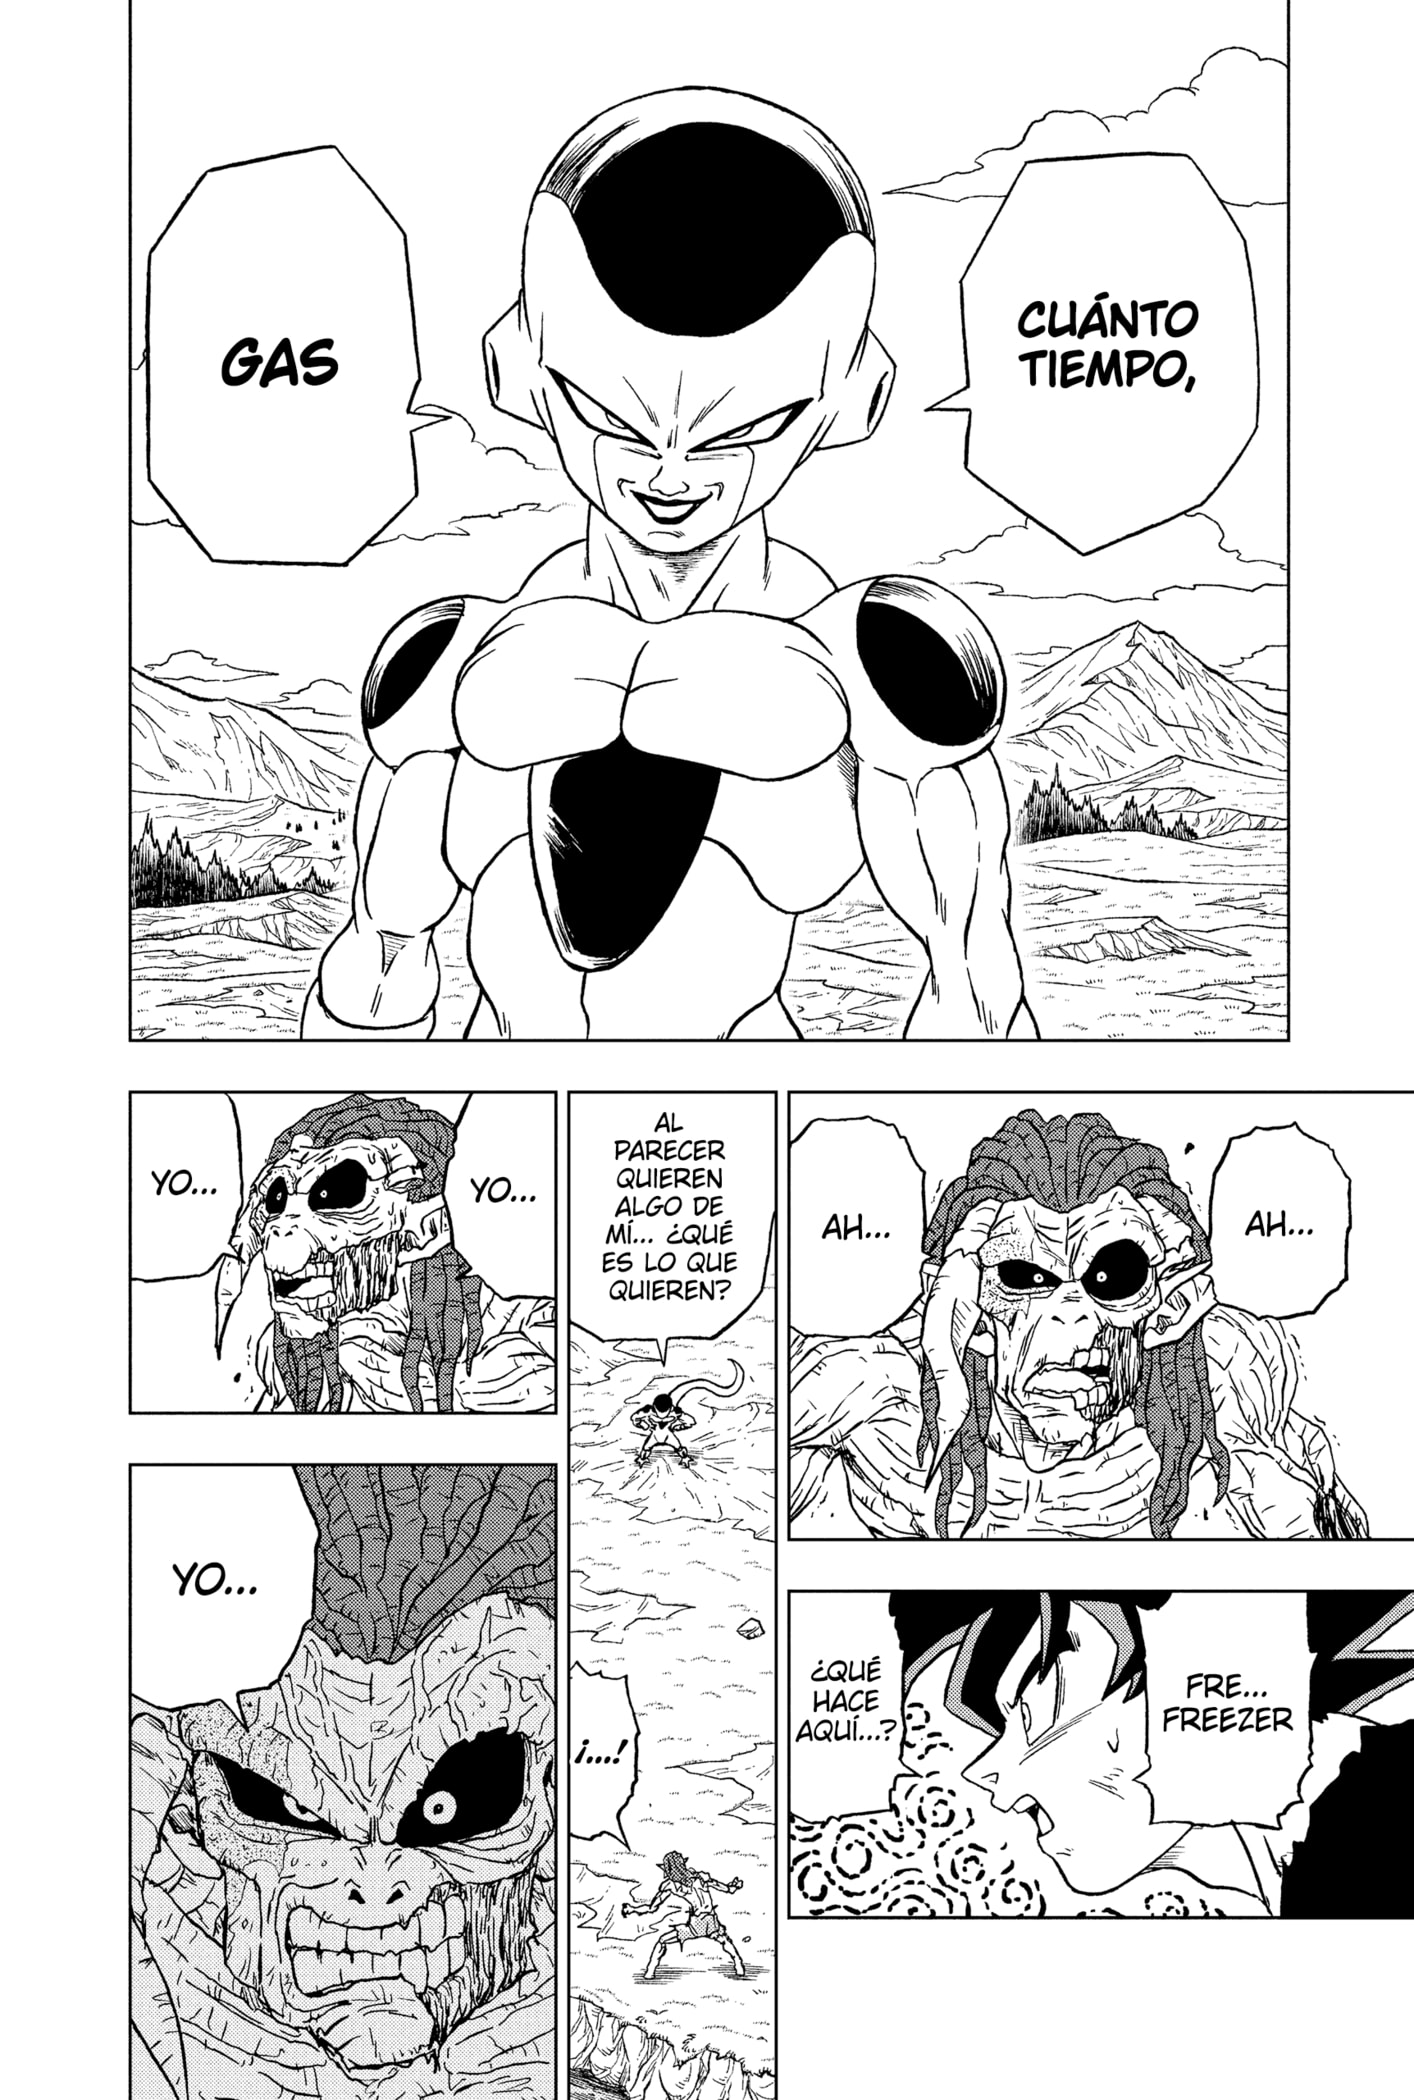 CUÁNTO
TIEMPO,
GAS
AH...
AH...
FRE...
FREEZER
¿QUÉ
HACE
AQUÍ...?
AL
PARECER
QUIEREN
ALGO DE
MÍ... ¿QUÉ
ES LO QUE
QUIEREN?
¡...!
YO...
YO...
YO...